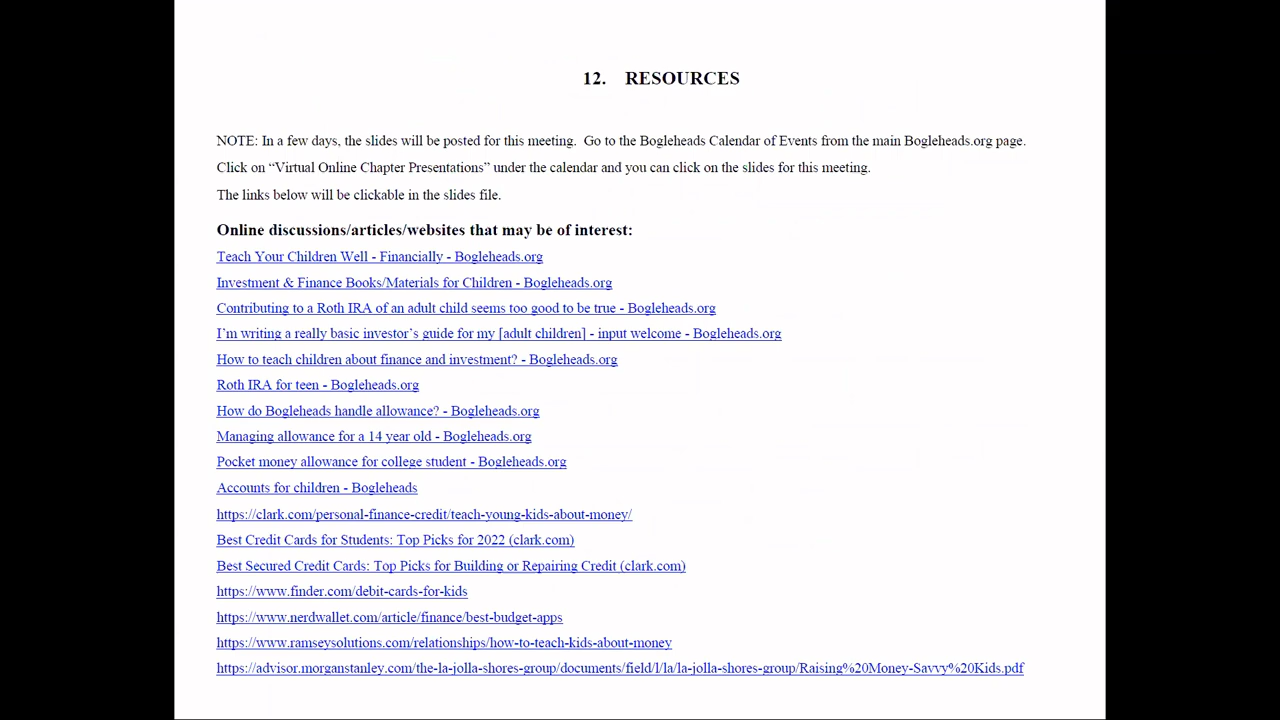 12. RESOURCES
NOTE: In a few days, the slides will be posted for this meeting. Go to the Bogleheads Calendar of Events from the main Bogleheads.org page.
Click on “Virtual Online Chapter Presentations” under the calendar and you can click on the slides for this meeting.
The links below will be clickable in the slides file.
Online discussions/articles/websites that may be of interest:
Teach Your Children Well - Financially - Bogleheads.org
Investment & Finance Books/Materials for Children - Bogleheads.org
Contributing to a Roth IRA of an adult child seems too good to be true - Bogleheads.org
I’m writing a really basic investor’s guide for my [adult children] - input welcome - Bogleheads.org
How to teach children about finance and investment? - Bogleheads.org
Roth IRA for teen - Bogleheads.org
How do Bogleheads handle allowance? - Bogleheads.org
Managing allowance for a 14 year old - Bogleheads.org
Pocket money allowance for college student - Bogleheads.org
Accounts for children - Bogleheads
https://clark.com/personal-finance-credit/teach-young-kids-about-money/
Best Credit Cards for Students: Top Picks for 2022 (clark.com)
Best Secured Credit Cards: Top Picks for Building or Repairing Credit (clark.com)
https://www.finder.com/debit-cards-for-kids
https://www.nerdwallet.com/article/finance/best-budget-apps
https://www.ramseysolutions.com/relationships/how-to-teach-kids-about-money
https://advisor.morganstanley.com/the-la-jolla-shores-group/documents/field/l/la/la-jolla-shores-group/Raising%20Money-Savvy%20Kids.pdf